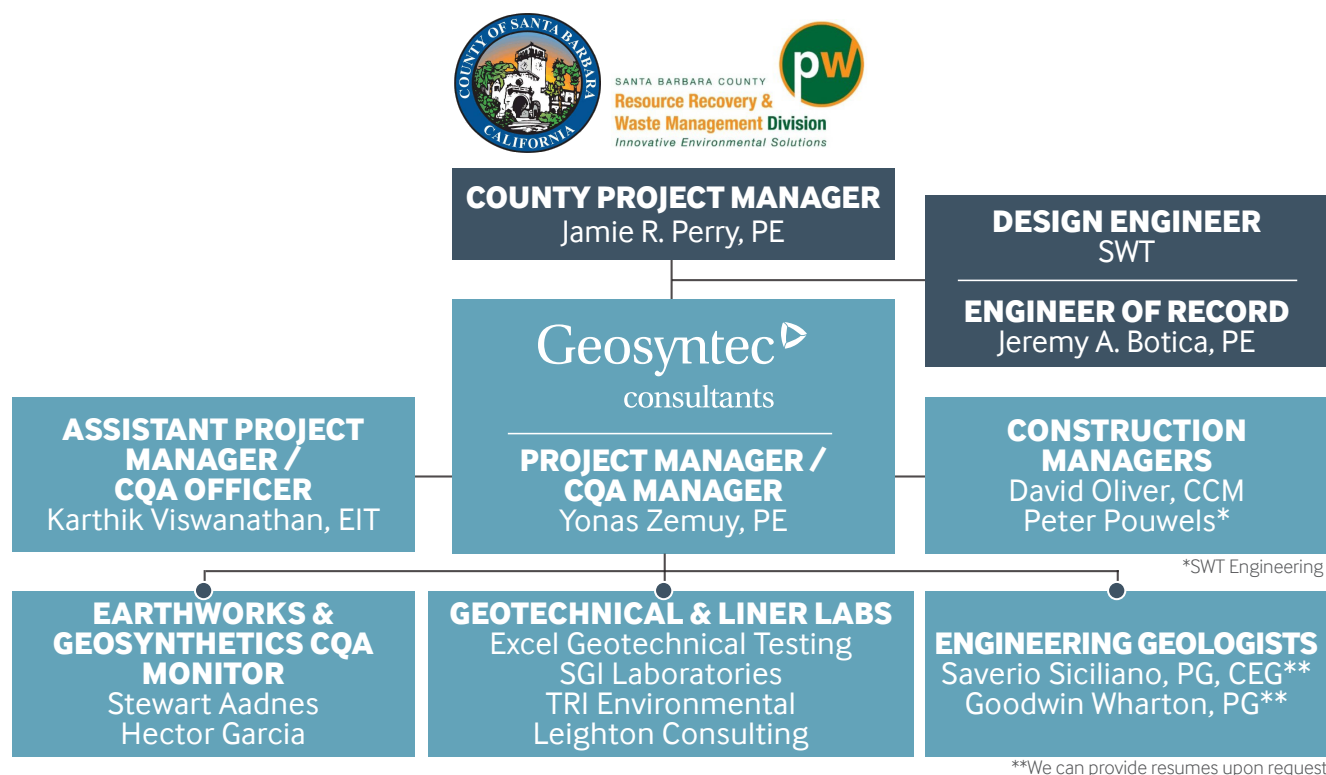 COUNTY OF SANTA BARBARA
CALIFORNIA
SANTA BARBARA COUNTY
Resource Recovery &
Waste Management Division
Innovative Environmental Solutions
pw
COUNTY PROJECT MANAGER
Jamie R. Perry, PE
DESIGN ENGINEER
SWT
ENGINEER OF RECORD
Jeremy A. Botica, PE
Geosyntec
consultants
PROJECT MANAGER /
CQA MANAGER
Yonas Zemuy, PE
ASSISTANT PROJECT
MANAGER /
CQA OFFICER
Karthik Viswanathan, EIT
CONSTRUCTION
MANAGERS
David Oliver, CCM
Peter Pouwels*
*SWT Engineering
EARTHWORKS &
GEOSYNTHETICS CQA
MONITOR
Stewart Aadnes
Hector Garcia
GEOTECHNICAL & LINER LABS
Excel Geotechnical Testing
SGI Laboratories
TRI Environmental
Leighton Consulting
ENGINEERING GEOLOGISTS
Saverio Siciliano, PG, CEG**
Goodwin Wharton, PG**
**We can provide resumes upon request